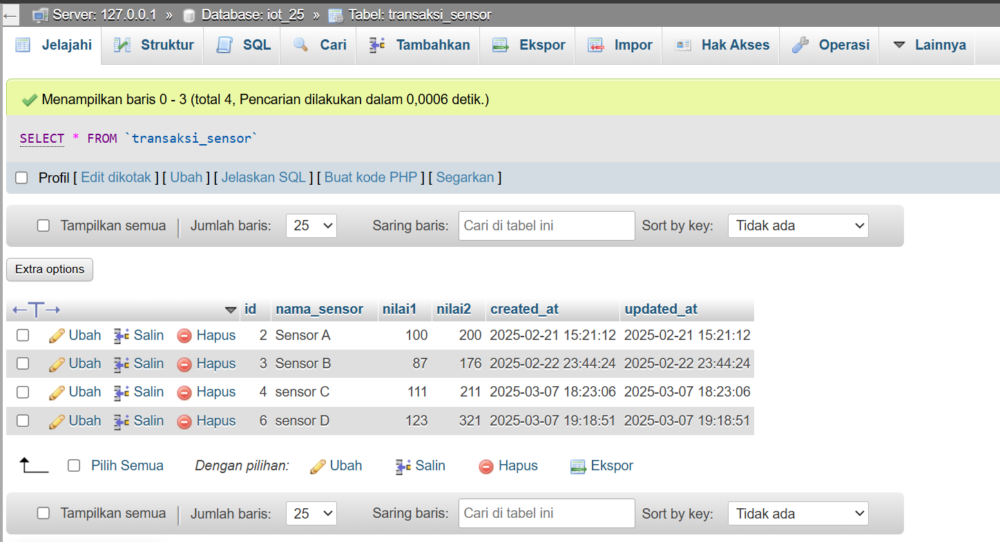 Server: 127.0.0.1 » Database: iot_25 » Tabel: transaksi_sensor
Jelajahi Struktur SQL Cari Tambahkan Ekspor Impor Hak Akses Operasi Lainnya
Menampilkan baris 0 - 3 (total 4, Pencarian dilakukan dalam 0,0006 detik.)
SELECT * FROM `transaksi_sensor`
Profil [ Edit dikotak ] [ Ubah ] [ Jelaskan SQL ] [ Buat kode PHP ] [ Segarkan ]
Tampilkan semua Jumlah baris: 25 Saring baris: Cari di tabel ini Sort by key: Tidak ada
Extra options
id nama_sensor nilai1 nilai2 created_at updated_at
Ubah Salin Hapus 2 Sensor A 100 200 2025-02-21 15:21:12 2025-02-21 15:21:12
Ubah Salin Hapus 3 Sensor B 87 176 2025-02-22 23:44:24 2025-02-22 23:44:24
Ubah Salin Hapus 4 sensor C 111 211 2025-03-07 18:23:06 2025-03-07 18:23:06
Ubah Salin Hapus 6 sensor D 123 321 2025-03-07 19:18:51 2025-03-07 19:18:51
Pilih Semua Dengan pilihan: Ubah Salin Hapus Ekspor
Tampilkan semua Jumlah baris: 25 Saring baris: Cari di tabel ini Sort by key: Tidak ada